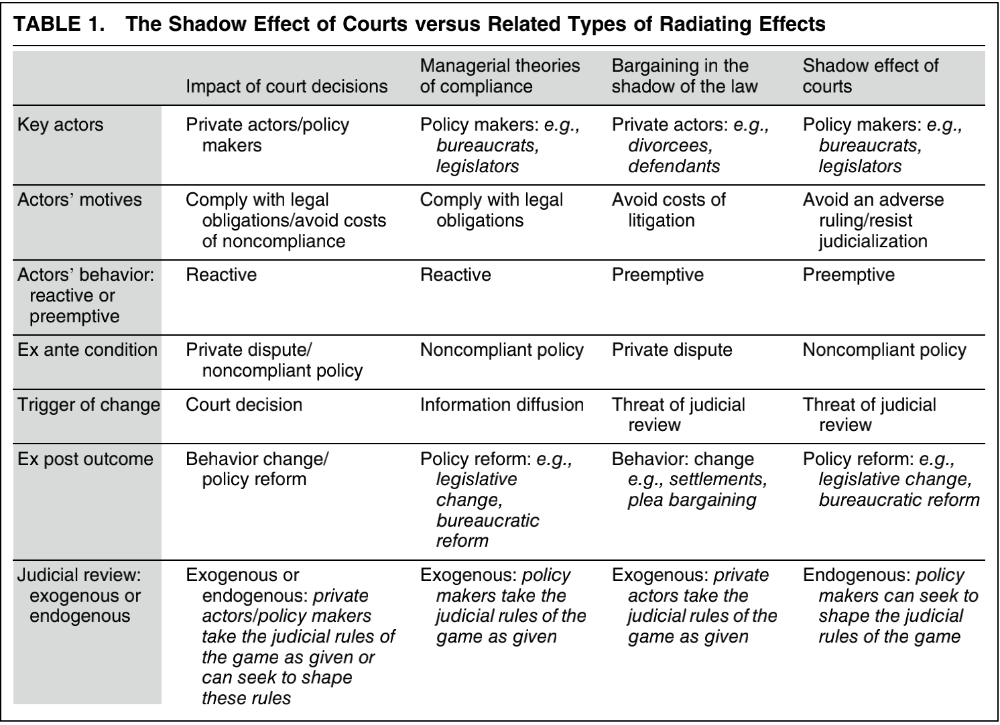 TABLE 1. The Shadow Effect of Courts versus Related Types of Radiating Effects
Impact of court decisions
Managerial theories
of compliance
Bargaining in the
shadow of the law
Shadow effect of
courts
Key actors
Private actors/policy
makers
Policy makers: e.g.,
bureaucrats,
legislators
Private actors: e.g.,
divorcees,
defendants
Policy makers: e.g.,
bureaucrats,
legislators
Actors’ motives
Comply with legal
obligations/avoid costs
of noncompliance
Comply with legal
obligations
Avoid costs of
litigation
Avoid an adverse
ruling/resist
judicialization
Actors’ behavior:
reactive or
preemptive
Reactive
Reactive
Preemptive
Preemptive
Ex ante condition
Private dispute/
noncompliant policy
Noncompliant policy
Private dispute
Noncompliant policy
Trigger of change
Court decision
Information diffusion
Threat of judicial
review
Threat of judicial
review
Ex post outcome
Behavior change/
policy reform
Policy reform: e.g.,
legislative
change,
bureaucratic
reform
Behavior: change
e.g., settlements,
plea bargaining
Policy reform: e.g.,
legislative change,
bureaucratic reform
Judicial review:
exogenous or
endogenous
Exogenous or
endogenous: private
actors/policy makers
take the judicial rules of
the game as given or
can seek to shape
these rules
Exogenous: policy
makers take the
judicial rules of the
game as given
Exogenous: private
actors take the
judicial rules of the
game as given
Endogenous: policy
makers can seek to
shape the judicial
rules of the game